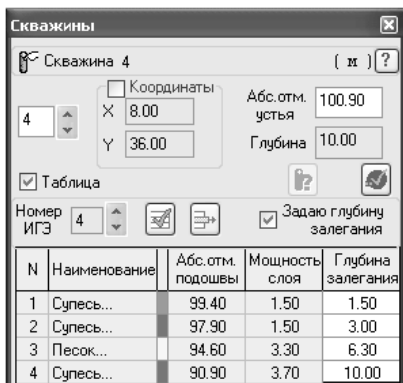 Скважины
Скважина 4 ( м ) ?
Координаты
4 X 8.00
Y 36.00
Абс.отм. устья 100.90
Глубина 10.00
Таблица
Номер ИГЭ 4
Задаю глубину залегания
N Наименование Абс.отм. подошвы Мощность слоя Глубина залегания
1 Супесь... 99.40 1.50 1.50
2 Супесь... 97.90 1.50 3.00
3 Песок... 94.60 3.30 6.30
4 Супесь... 90.90 3.70 10.00